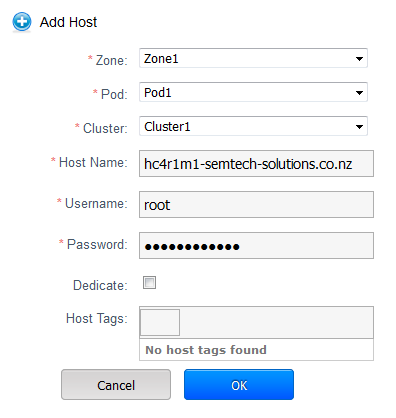 Add Host
* Zone: Zone1
* Pod: Pod1
* Cluster: Cluster1
* Host Name: hc4r1m1-semtech-solutions.co.nz
* Username: root
* Password: ●●●●●●●●●●●●
Dedicate:
Host Tags:
No host tags found
Cancel OK